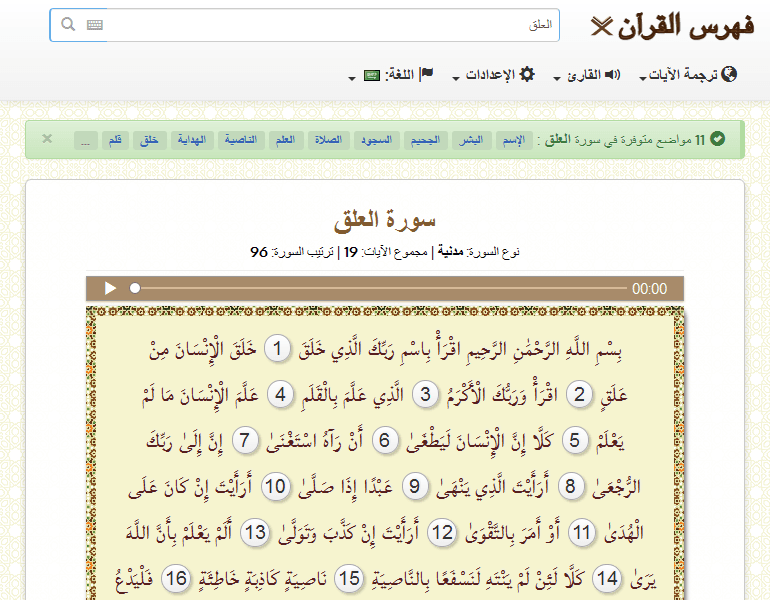 فهرس القرآن
العلق
ترجمة الآيات القارئ الإعدادات اللغة:
11 مواضع متوفرة في سورة العلق : الإسم البشر الجحيم السجود الصلاة العلم الناصية الهداية خلق قلم ... ×
سورة العلق
نوع السورة: مدنية | مجموع الآيات: 19 | ترتيب السورة: 96
00:00
بِسْمِ اللَّهِ الرَّحْمَٰنِ الرَّحِيمِ اقْرَأْ بِاسْمِ رَبِّكَ الَّذِي خَلَقَ 1 خَلَقَ الْإِنْسَانَ مِنْ
عَلَقٍ 2 اقْرَأْ وَرَبُّكَ الْأَكْرَمُ 3 الَّذِي عَلَّمَ بِالْقَلَمِ 4 عَلَّمَ الْإِنْسَانَ مَا لَمْ
يَعْلَمْ 5 كَلَّا إِنَّ الْإِنْسَانَ لَيَطْغَىٰ 6 أَنْ رَآهُ اسْتَغْنَىٰ 7 إِنَّ إِلَىٰ رَبِّكَ
الرُّجْعَىٰ 8 أَرَأَيْتَ الَّذِي يَنْهَىٰ 9 عَبْدًا إِذَا صَلَّىٰ 10 أَرَأَيْتَ إِنْ كَانَ عَلَى
الْهُدَىٰ 11 أَوْ أَمَرَ بِالتَّقْوَىٰ 12 أَرَأَيْتَ إِنْ كَذَّبَ وَتَوَلَّىٰ 13 أَلَمْ يَعْلَمْ بِأَنَّ اللَّهَ
يَرَىٰ 14 كَلَّا لَئِنْ لَمْ يَنْتَهِ لَنَسْفَعًا بِالنَّاصِيَةِ 15 نَاصِيَةٍ كَاذِبَةٍ خَاطِئَةٍ 16 فَلْيَدْعُ